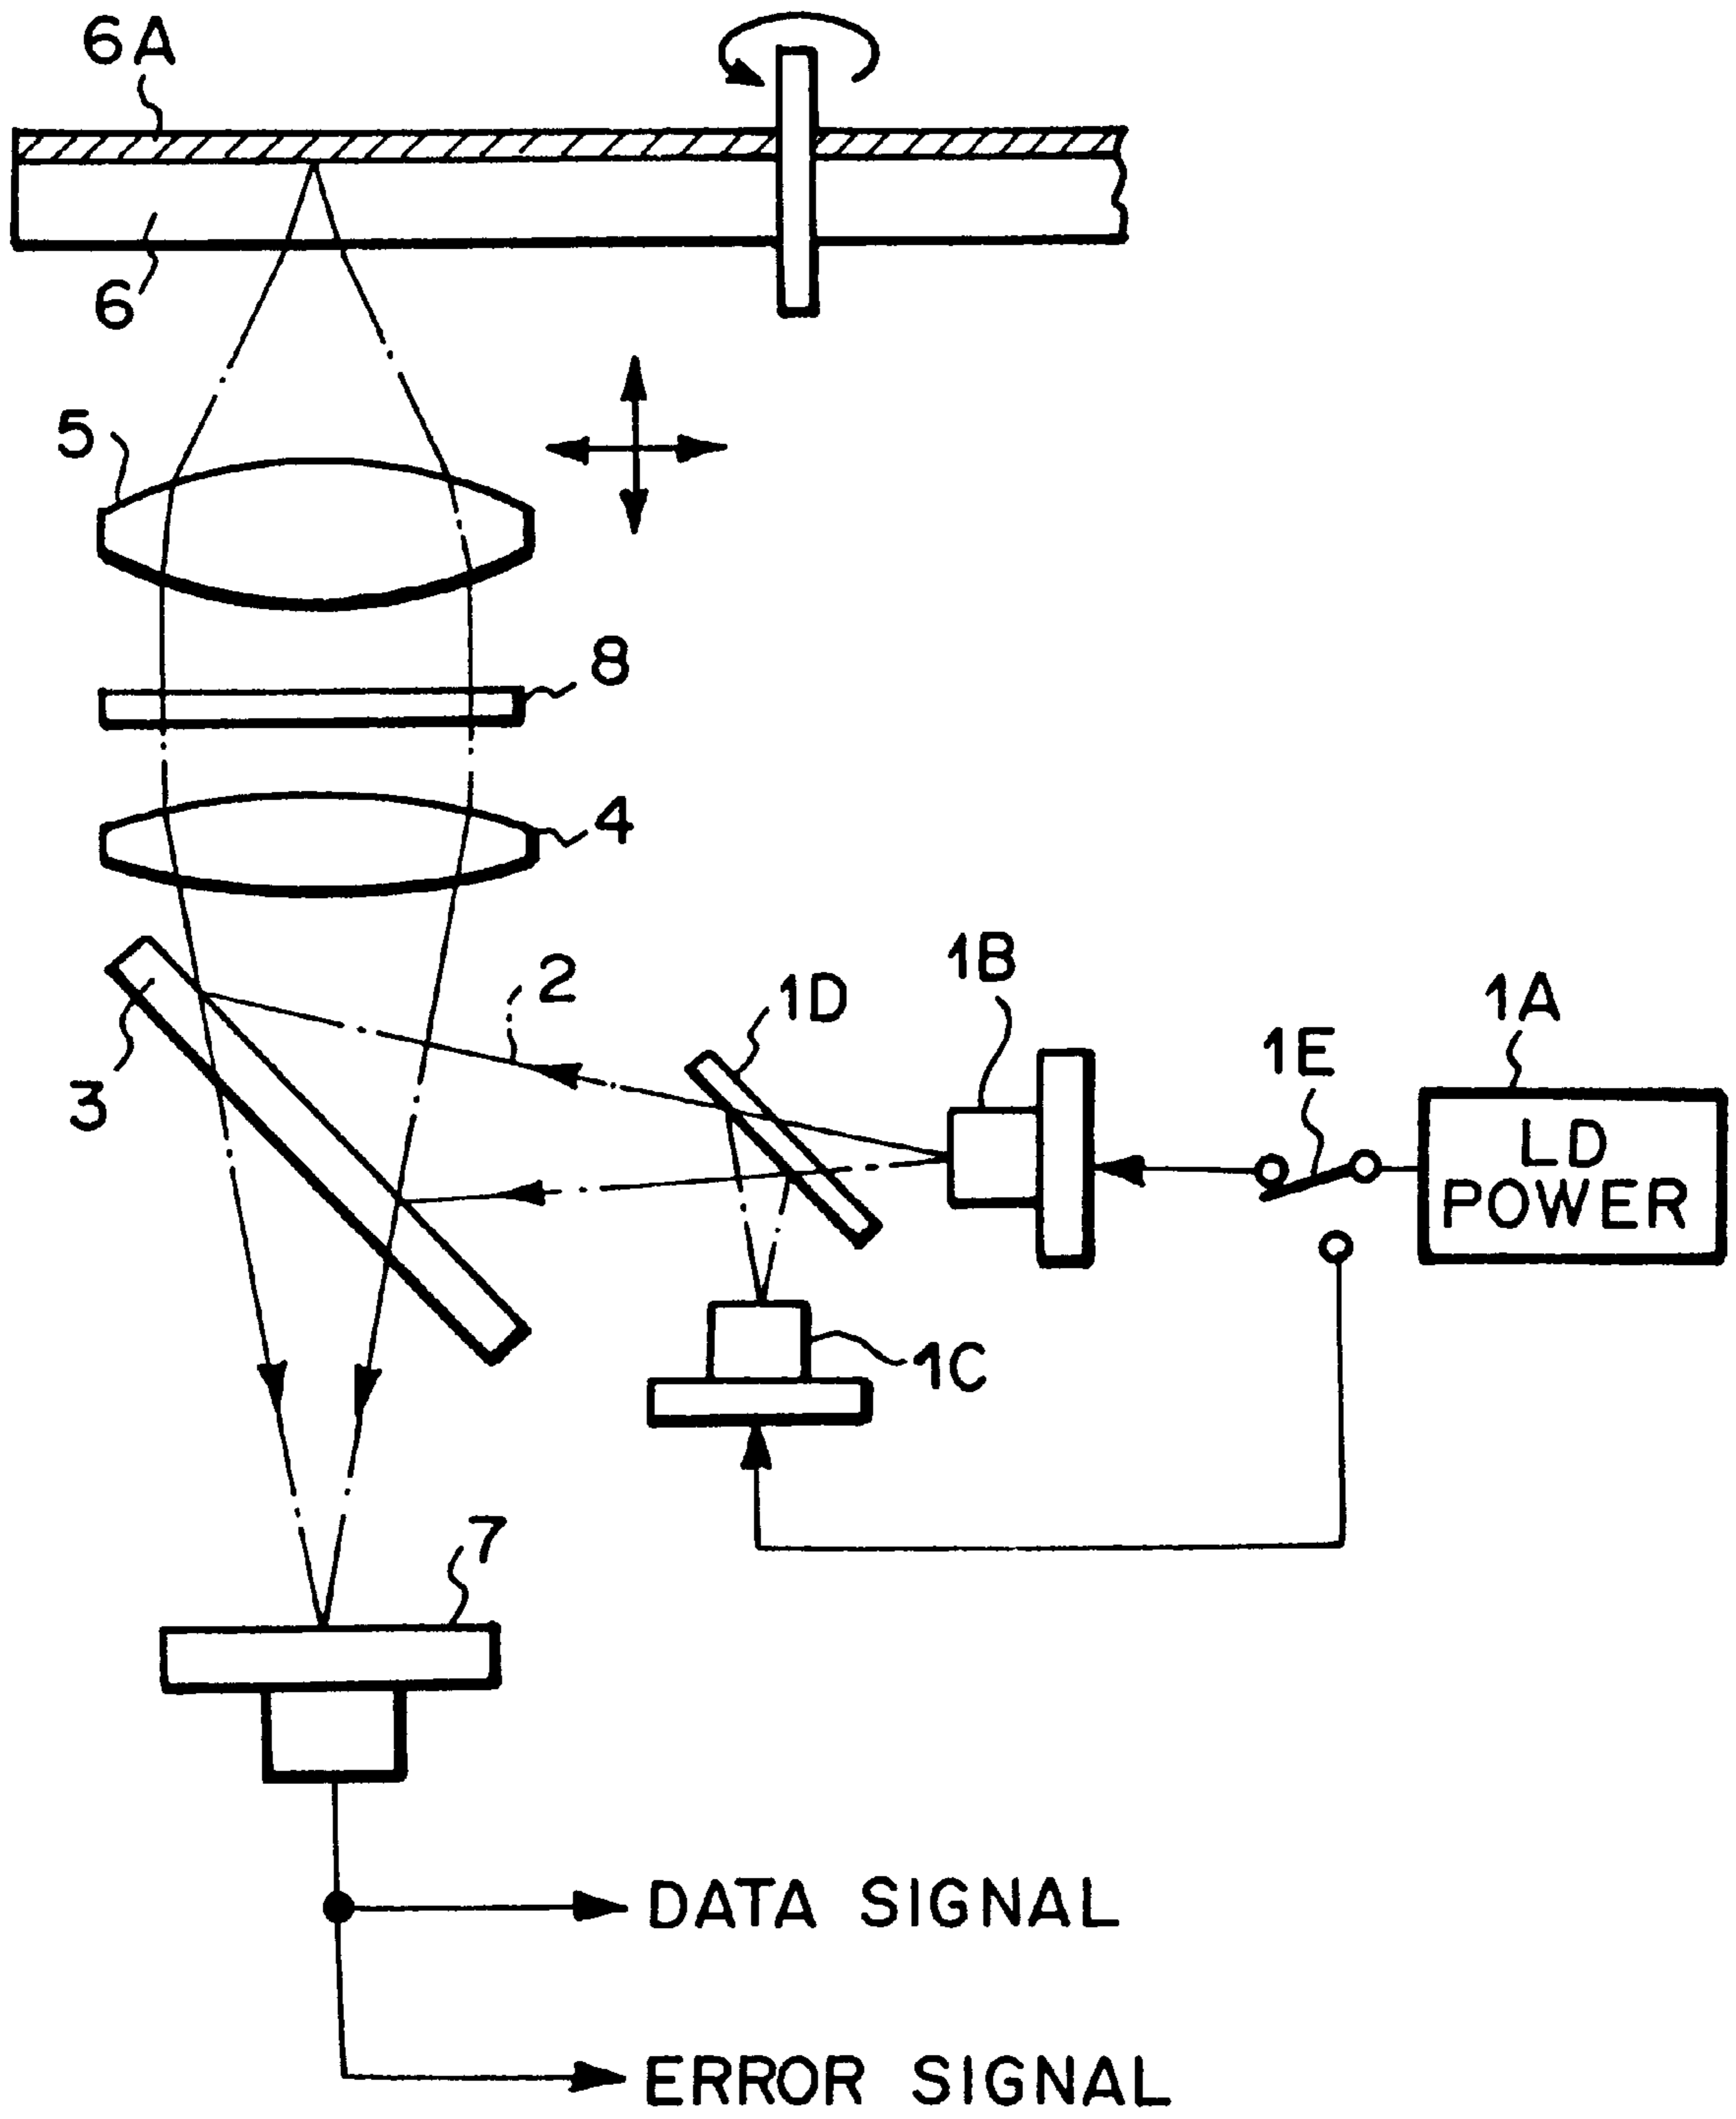 6A
6
5
8
4
1B
2
1D
1A
1E
3
LD
POWER
1C
7
DATA SIGNAL
ERROR SIGNAL